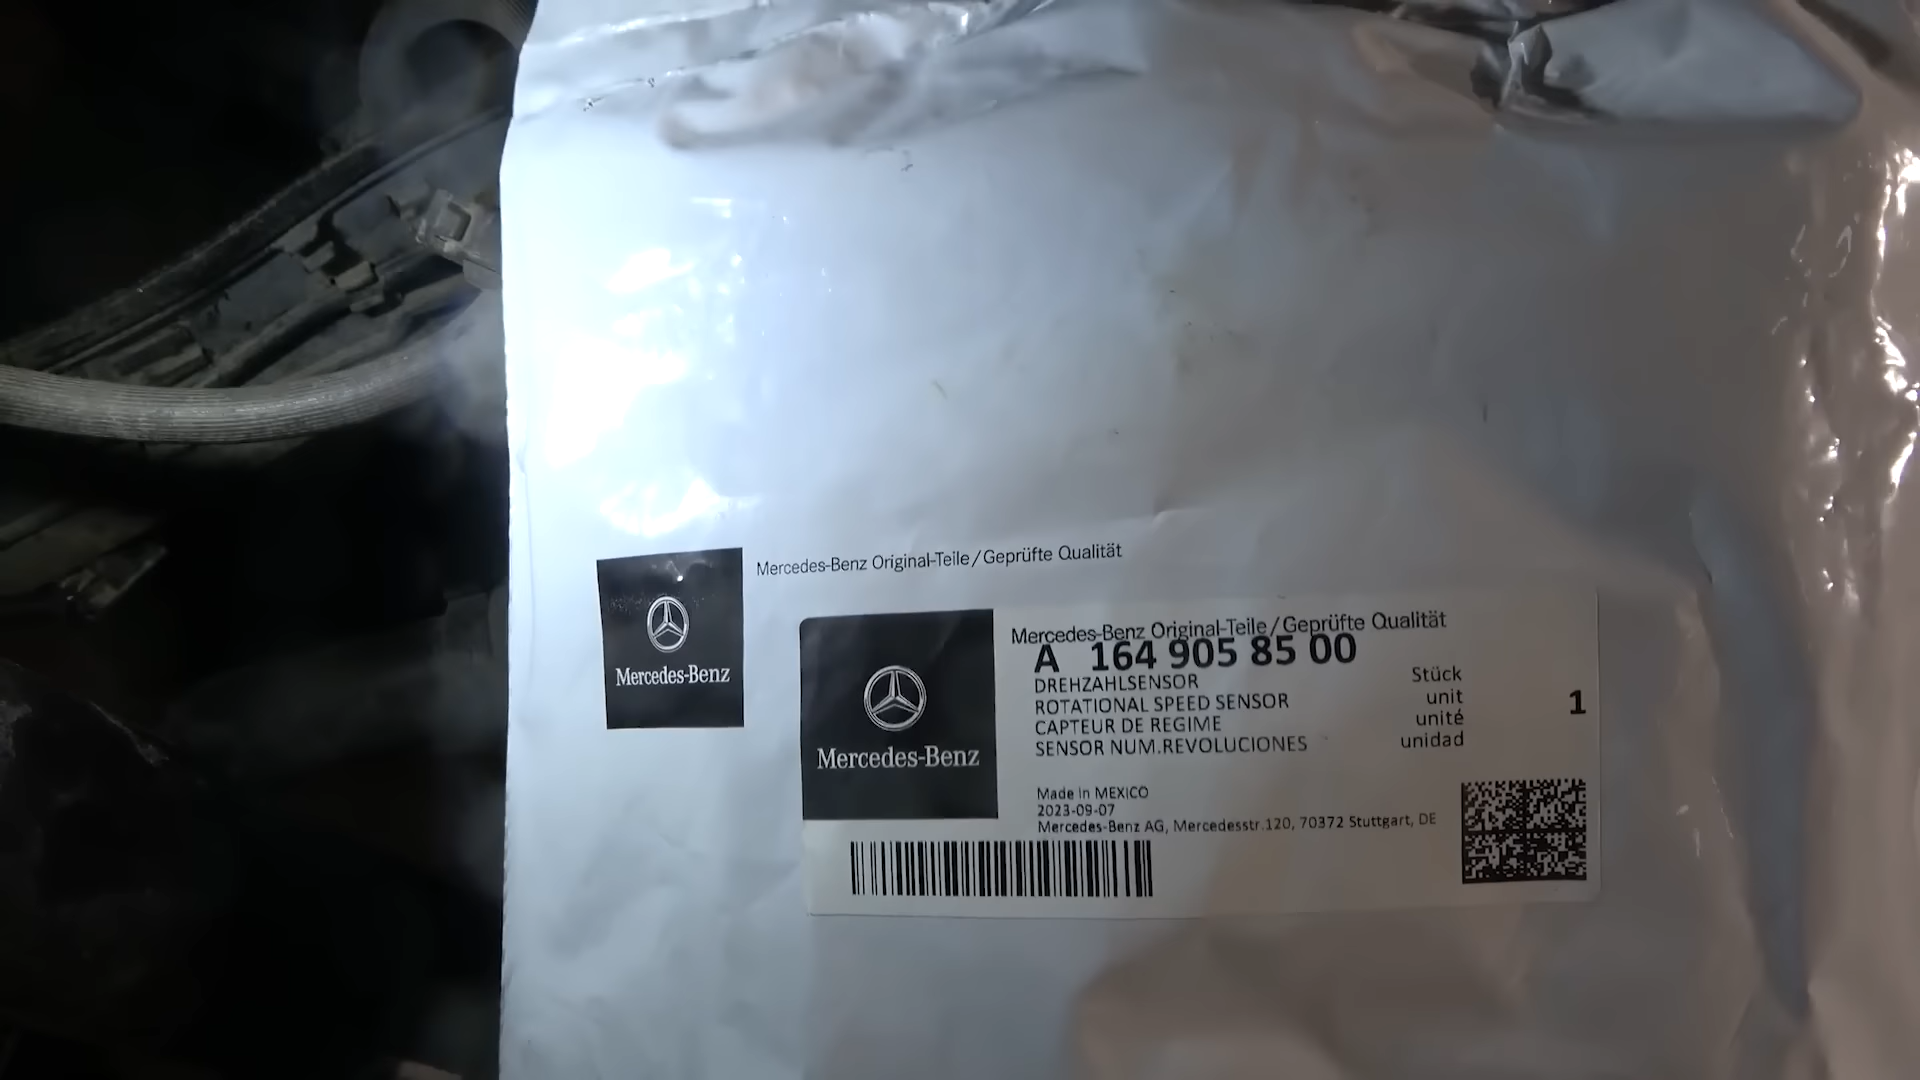 Mercedes-Benz Original-Teile/Geprüfte Qualität
Mercedes-Benz
Mercedes-Benz Original-Teile/Geprüfte Qualität
A 164 905 85 00
DREHZAHLSENSOR Stück
ROTATIONAL SPEED SENSOR unit 1
CAPTEUR DE REGIME unité
SENSOR NUM.REVOLUCIONES unidad
Mercedes-Benz
Made in MEXICO
2023-09-07
Mercedes-Benz AG, Mercedesstr.120, 70372 Stuttgart, DE